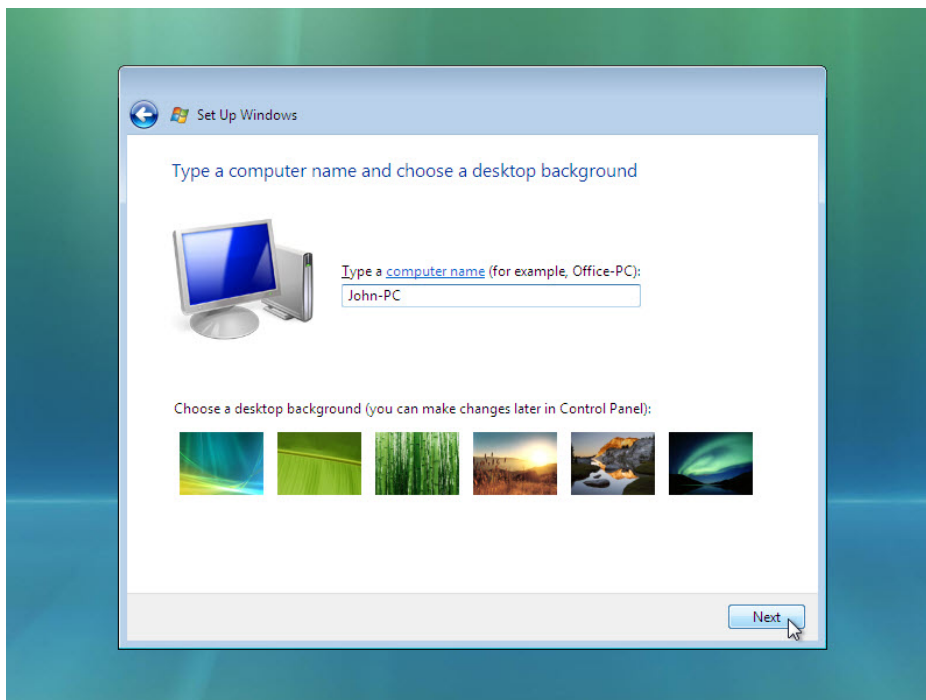 Set Up Windows
Type a computer name and choose a desktop background
Type a computer name (for example, Office-PC):
John-PC
Choose a desktop background (you can make changes later in Control Panel):
Next